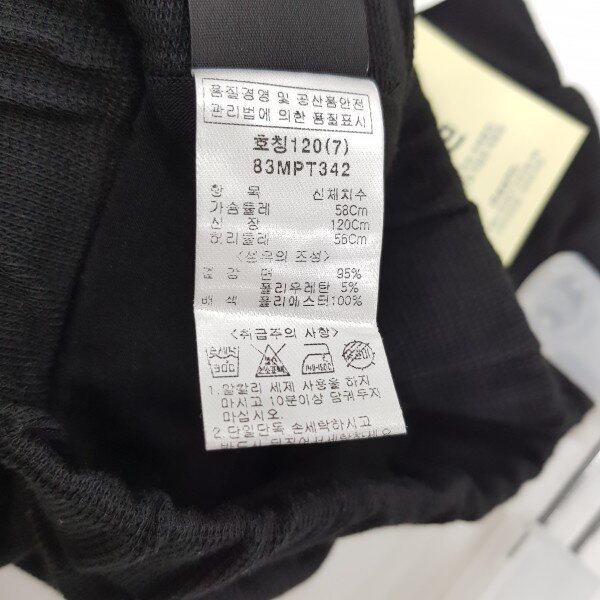 품질경영 및 공산품안전
관리법에 의한 품질표시
호칭120(7)
83MPT342
항 목 신체치수
가슴둘레 58Cm
신 장 120Cm
허리둘레 56Cm
<섬유의 조성>
겉감 면 95%
폴리우레탄 5%
배 색 폴리에스터100%
<취급주의 사항>
1.알칼리 세제 사용을 하지
마시고 10분이상 담궈두지
마십시오.
2.단일단독 손세탁하시고